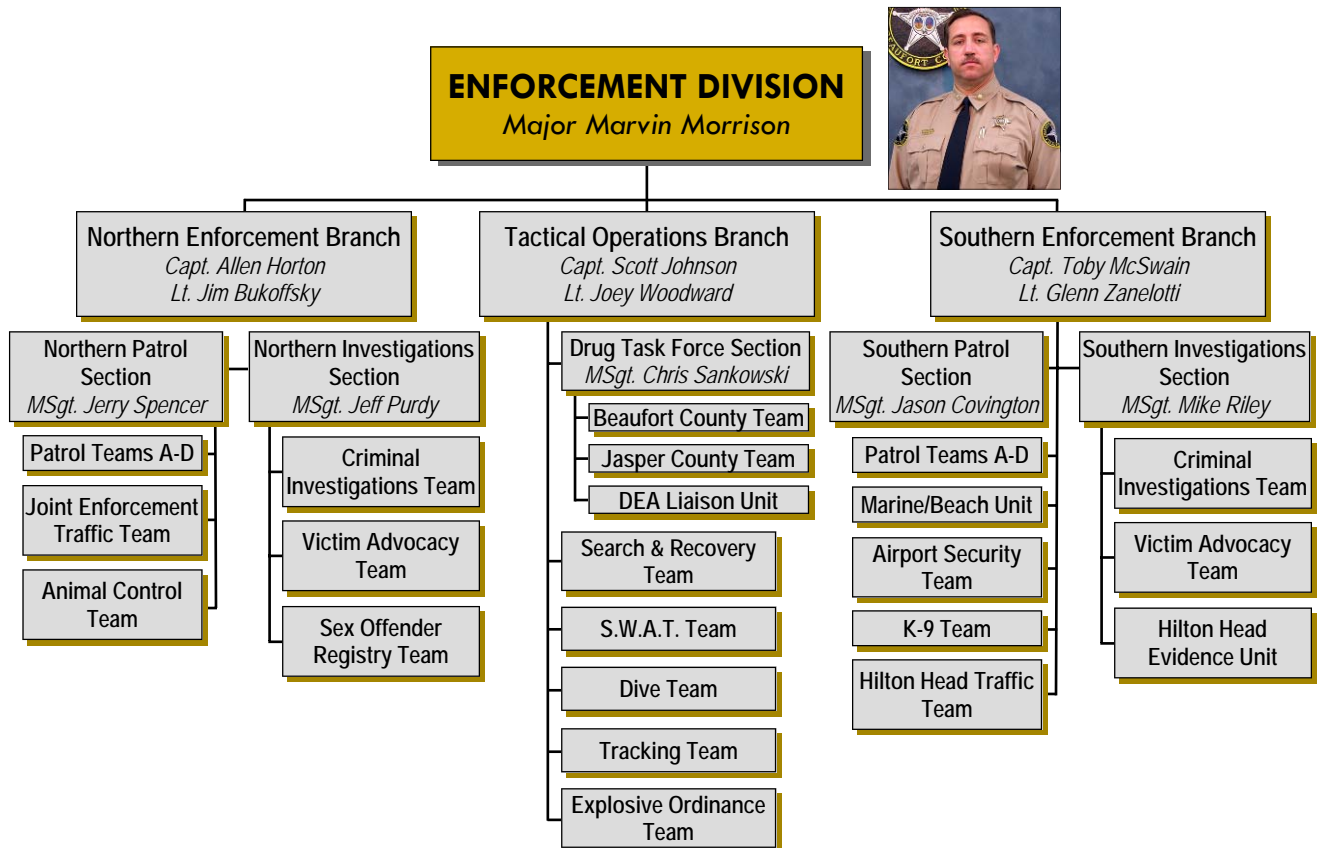 ENFORCEMENT DIVISION
Major Marvin Morrison
Northern Enforcement Branch
Capt. Allen Horton
Lt. Jim Bukoffsky
Northern Patrol
Section
MSgt. Jerry Spencer
Patrol Teams A-D
Joint Enforcement
Traffic Team
Animal Control
Team
Northern Investigations
Section
MSgt. Jeff Purdy
Criminal
Investigations Team
Victim Advocacy
Team
Sex Offender
Registry Team
Tactical Operations Branch
Capt. Scott Johnson
Lt. Joey Woodward
Drug Task Force Section
MSgt. Chris Sankowski
Beaufort County Team
Jasper County Team
DEA Liaison Unit
Search & Recovery
Team
S.W.A.T. Team
Dive Team
Tracking Team
Explosive Ordinance
Team
Southern Enforcement Branch
Capt. Toby McSwain
Lt. Glenn Zanelotti
Southern Patrol
Section
MSgt. Jason Covington
Patrol Teams A-D
Marine/Beach Unit
Airport Security
Team
K-9 Team
Hilton Head Traffic
Team
Southern Investigations
Section
MSgt. Mike Riley
Criminal
Investigations Team
Victim Advocacy
Team
Hilton Head
Evidence Unit